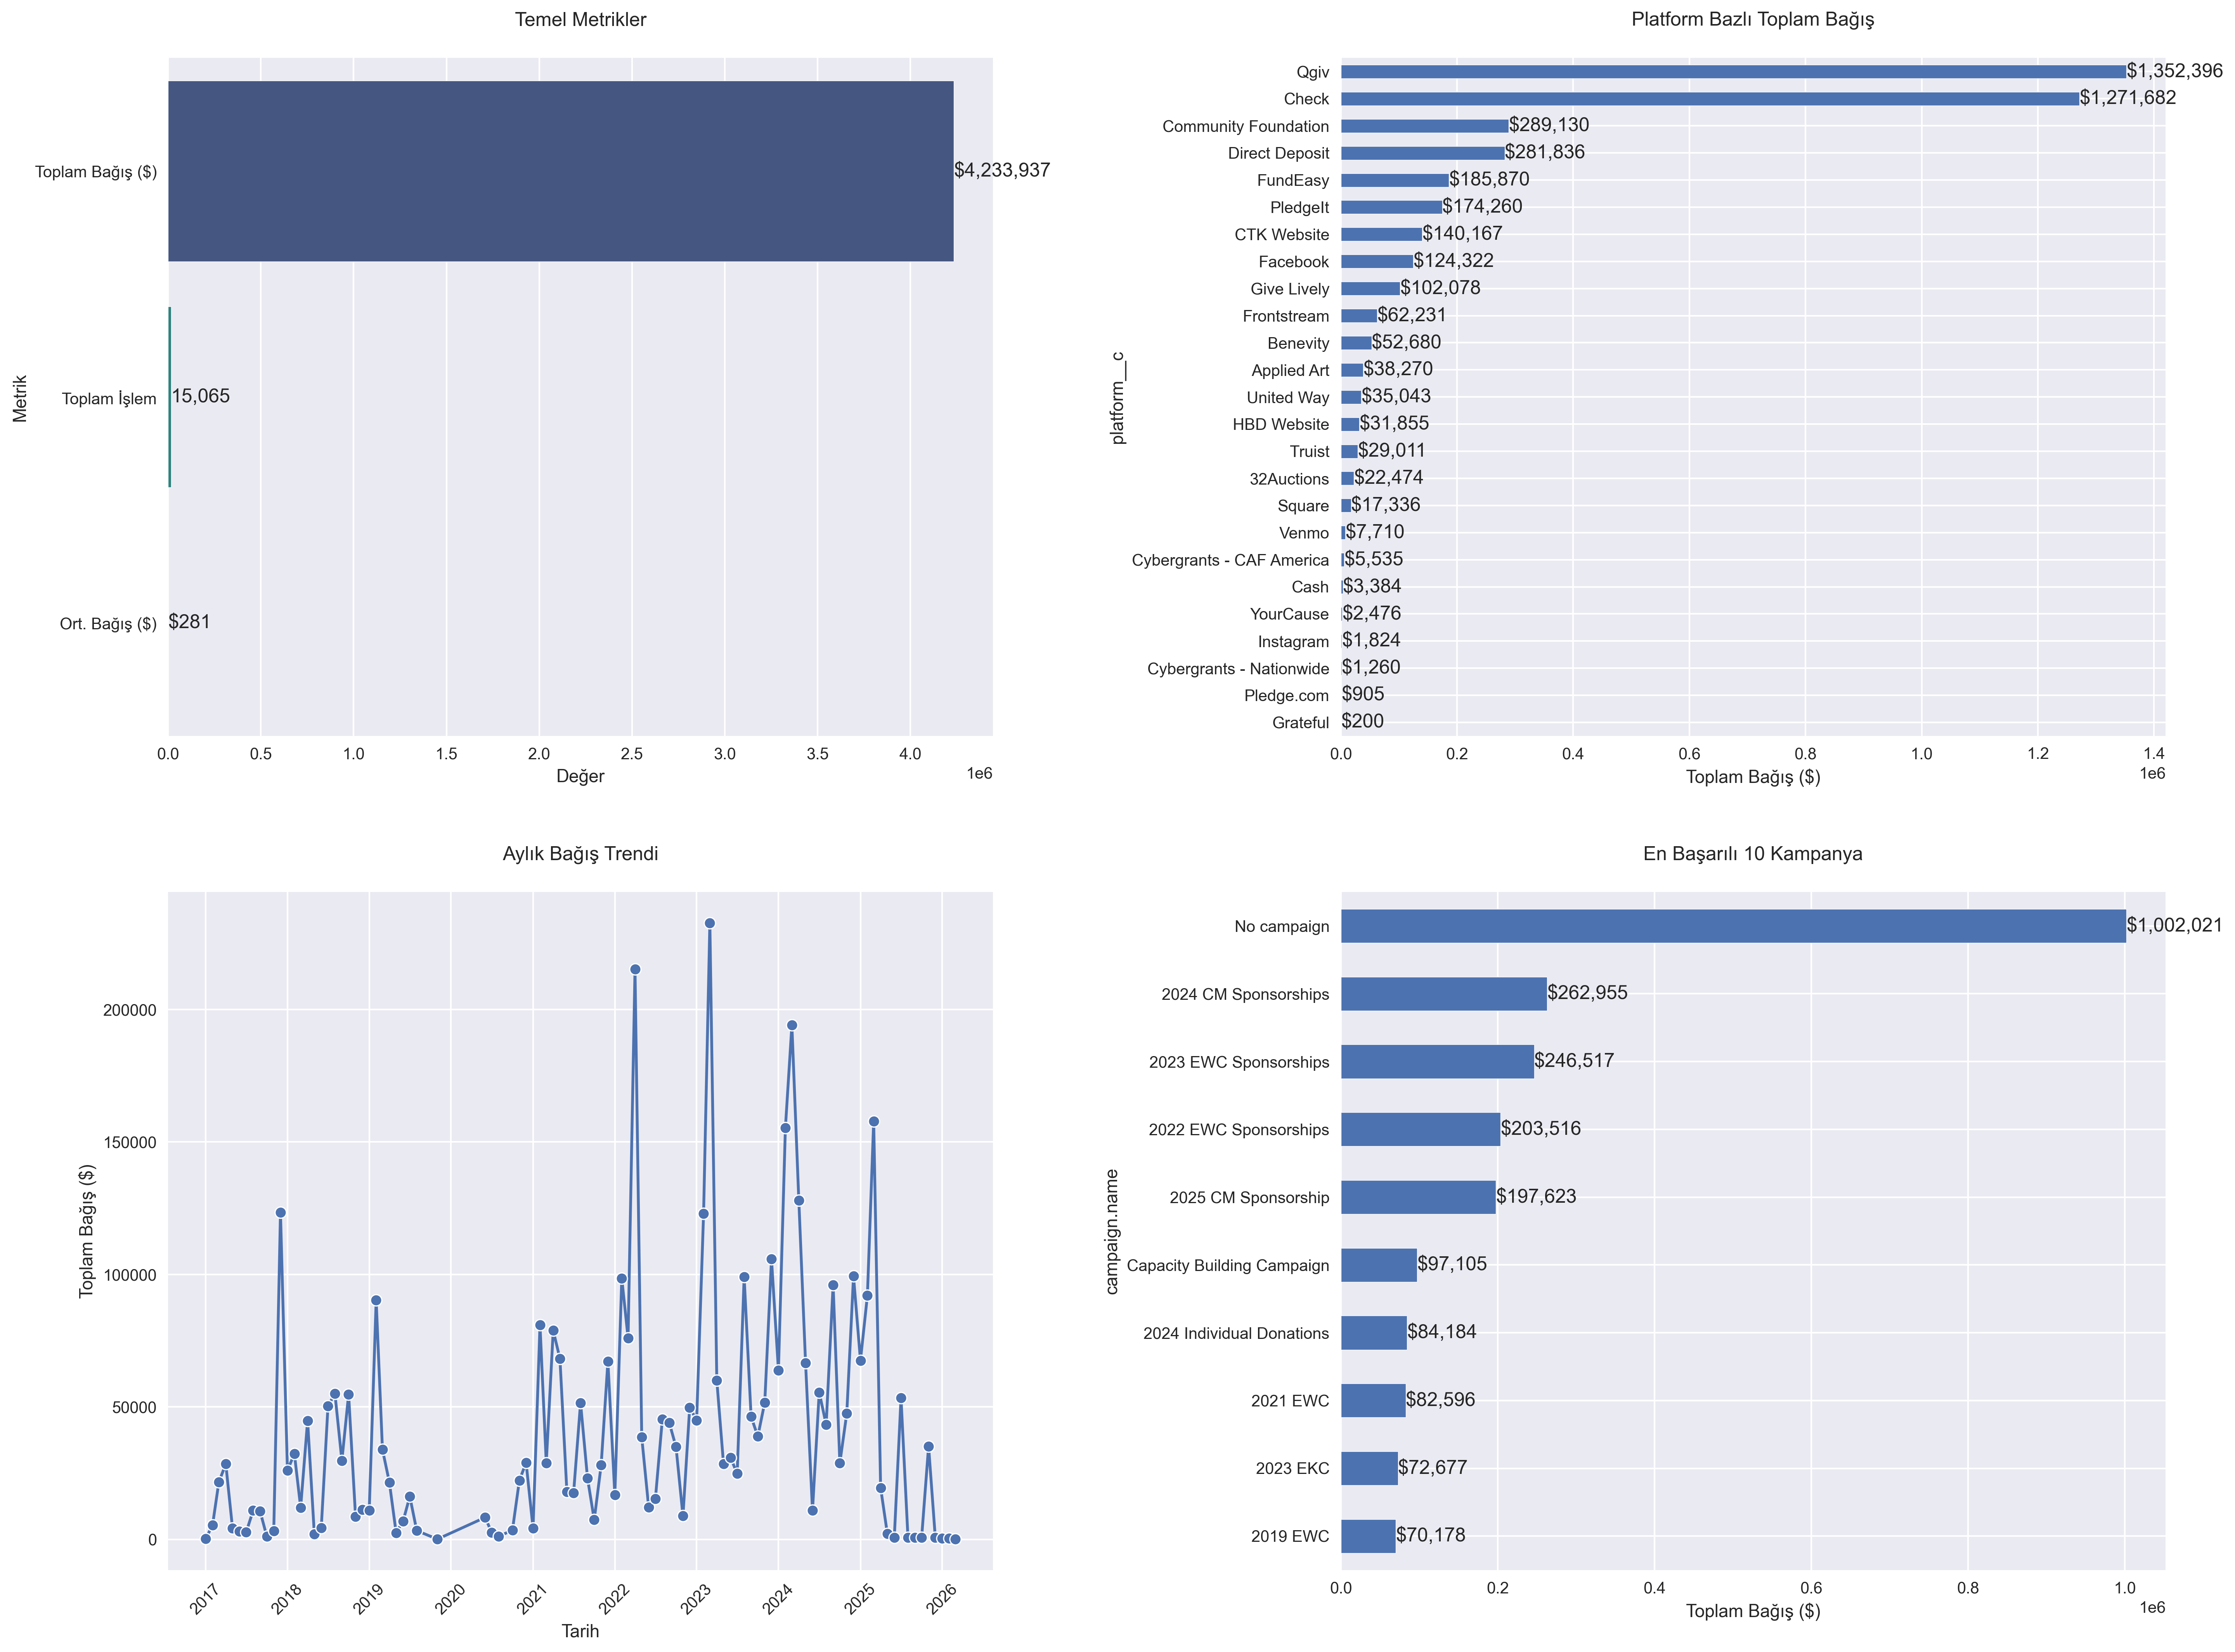 Temel Metrikler
Toplam Bağış ($)
$4,233,937
Toplam İşlem
15,065
Ort. Bağış ($)
$281
Metrik
0.0 0.5 1.0 1.5 2.0 2.5 3.0 3.5 4.0
1e6
Değer
Platform Bazlı Toplam Bağış
Qgiv $1,352,396
Check $1,271,682
Community Foundation $289,130
Direct Deposit $281,836
FundEasy $185,870
PledgeIt $174,260
CTK Website $140,167
Facebook $124,322
Give Lively $102,078
Frontstream $62,231
Benevity $52,680
Applied Art $38,270
United Way $35,043
HBD Website $31,855
Truist $29,011
32Auctions $22,474
Square $17,336
Venmo $7,710
Cybergrants - CAF America $5,535
Cash $3,384
YourCause $2,476
Instagram $1,824
Cybergrants - Nationwide $1,260
Pledge.com $905
Grateful $200
platform__c
0.0 0.2 0.4 0.6 0.8 1.0 1.2 1.4
1e6
Toplam Bağış ($)
Aylık Bağış Trendi
200000
150000
100000
50000
0
Toplam Bağış ($)
2017 2018 2019 2020 2021 2022 2023 2024 2025 2026
Tarih
En Başarılı 10 Kampanya
No campaign $1,002,021
2024 CM Sponsorships $262,955
2023 EWC Sponsorships $246,517
2022 EWC Sponsorships $203,516
2025 CM Sponsorship $197,623
Capacity Building Campaign $97,105
2024 Individual Donations $84,184
2021 EWC $82,596
2023 EKC $72,677
2019 EWC $70,178
campaign.name
0.0 0.2 0.4 0.6 0.8 1.0
1e6
Toplam Bağış ($)